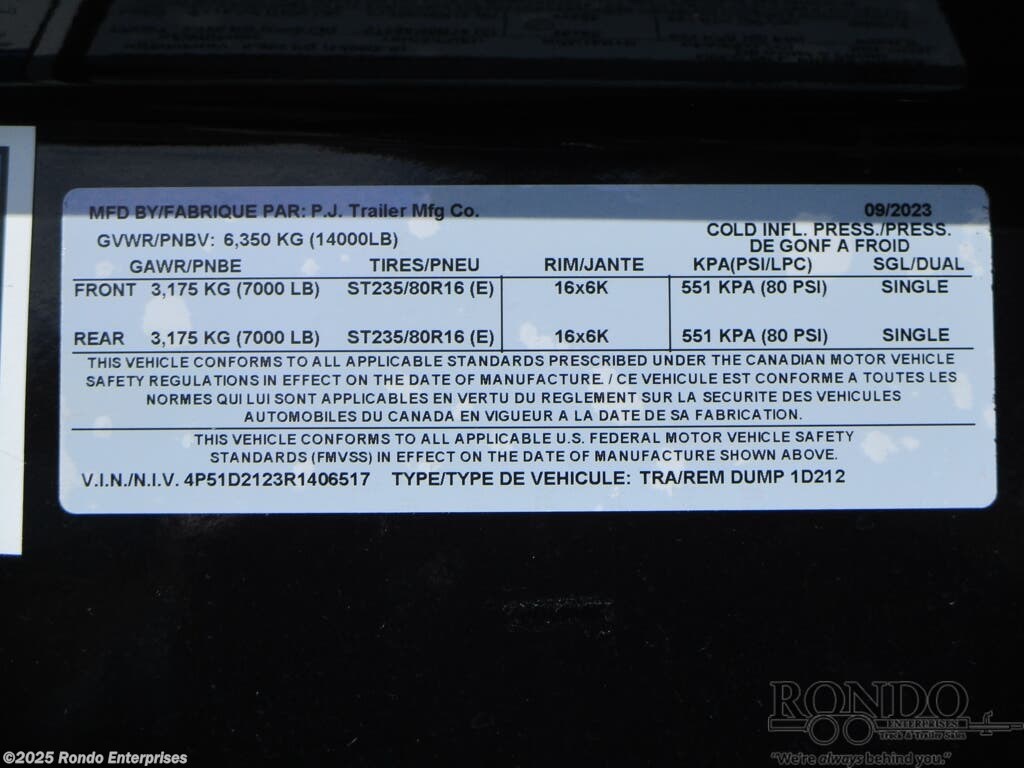 MFD BY/FABRIQUE PAR: P.J. Trailer Mfg Co. 09/2023
GVWR/PNBV: 6,350 KG (14000LB) COLD INFL. PRESS./PRESS. DE GONF A FROID
GAWR/PNBE TIRES/PNEU RIM/JANTE KPA(PSI/LPC) SGL/DUAL
FRONT 3,175 KG (7000 LB) ST235/80R16 (E) 16x6K 551 KPA (80 PSI) SINGLE
REAR 3,175 KG (7000 LB) ST235/80R16 (E) 16x6K 551 KPA (80 PSI) SINGLE
THIS VEHICLE CONFORMS TO ALL APPLICABLE STANDARDS PRESCRIBED UNDER THE CANADIAN MOTOR VEHICLE
SAFETY REGULATIONS IN EFFECT ON THE DATE OF MANUFACTURE. / CE VEHICULE EST CONFORME A TOUTES LES
NORMES QUI LUI SONT APPLICABLES EN VERTU DU REGLEMENT SUR LA SECURITE DES VEHICULES
AUTOMOBILES DU CANADA EN VIGUEUR A LA DATE DE SA FABRICATION.
THIS VEHICLE CONFORMS TO ALL APPLICABLE U.S. FEDERAL MOTOR VEHICLE SAFETY
STANDARDS (FMVSS) IN EFFECT ON THE DATE OF MANUFACTURE SHOWN ABOVE.
V.I.N./N.I.V. 4P51D2123R1406517 TYPE/TYPE DE VEHICULE: TRA/REM DUMP 1D212
RONDO
ENTERPRISES
Truck & Trailer Sales
"We're always behind you."
©2025 Rondo Enterprises